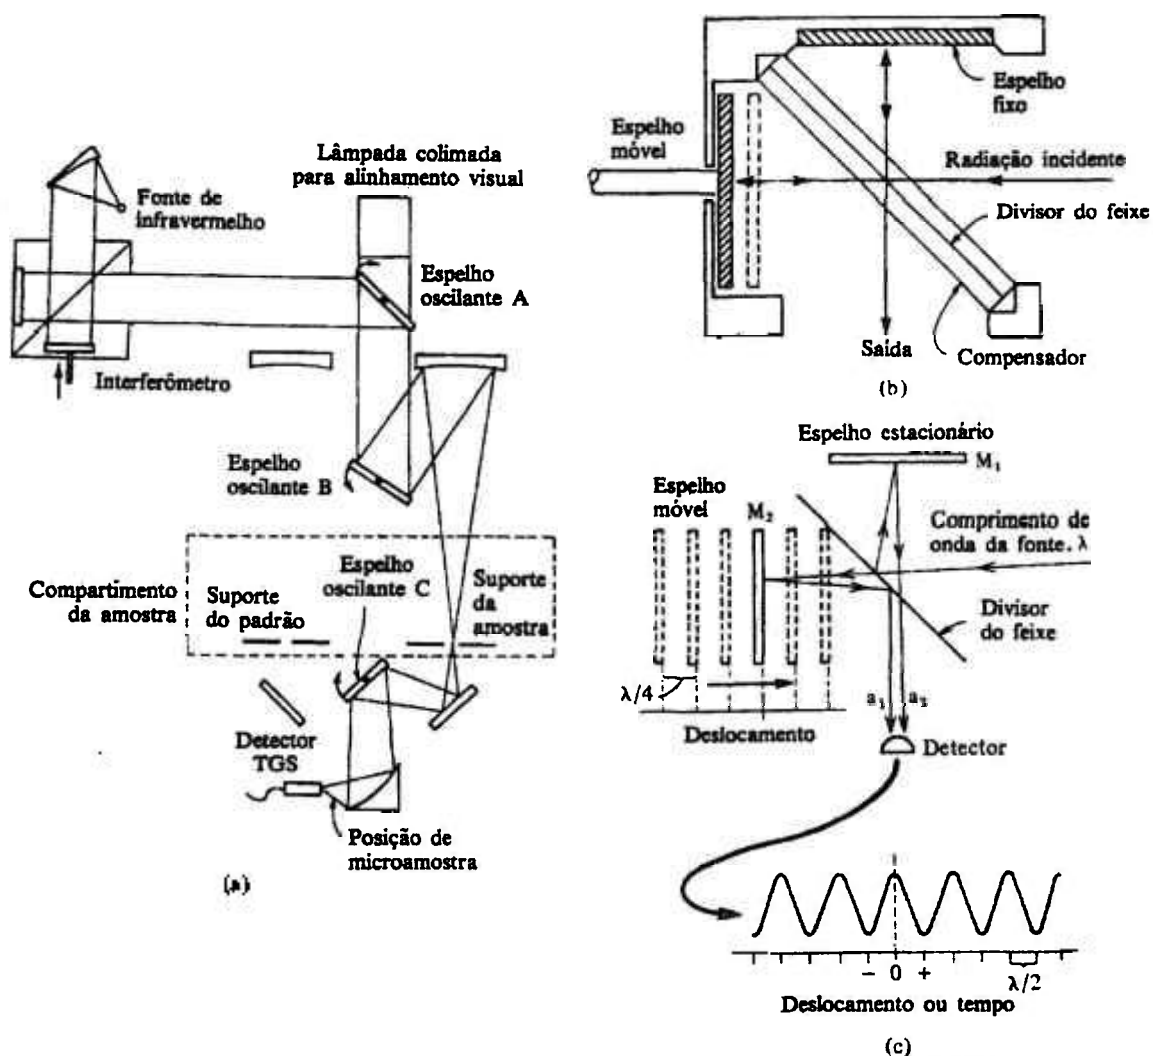 Lâmpada colimada
para alinhamento visual
Fonte de
infravermelho
Espelho
oscilante A
Interferômetro
Espelho
oscilante B
Compartimento
da amostra
Suporte
do padrão
Espelho
oscilante C
Suporte
da
amostra
Detector
TGS
Posição de
microamostra
(a)
Espelho
fixo
Espelho
móvel
Radiação incidente
Divisor do feixe
Saída
Compensador
(b)
Espelho estacionário
M₁
Espelho
móvel
M₂
Comprimento de
onda da fonte. λ
Divisor
do feixe
λ/4
a₁
a₂
Deslocamento
Detector
− 0 +
λ/2
Deslocamento ou tempo
(c)